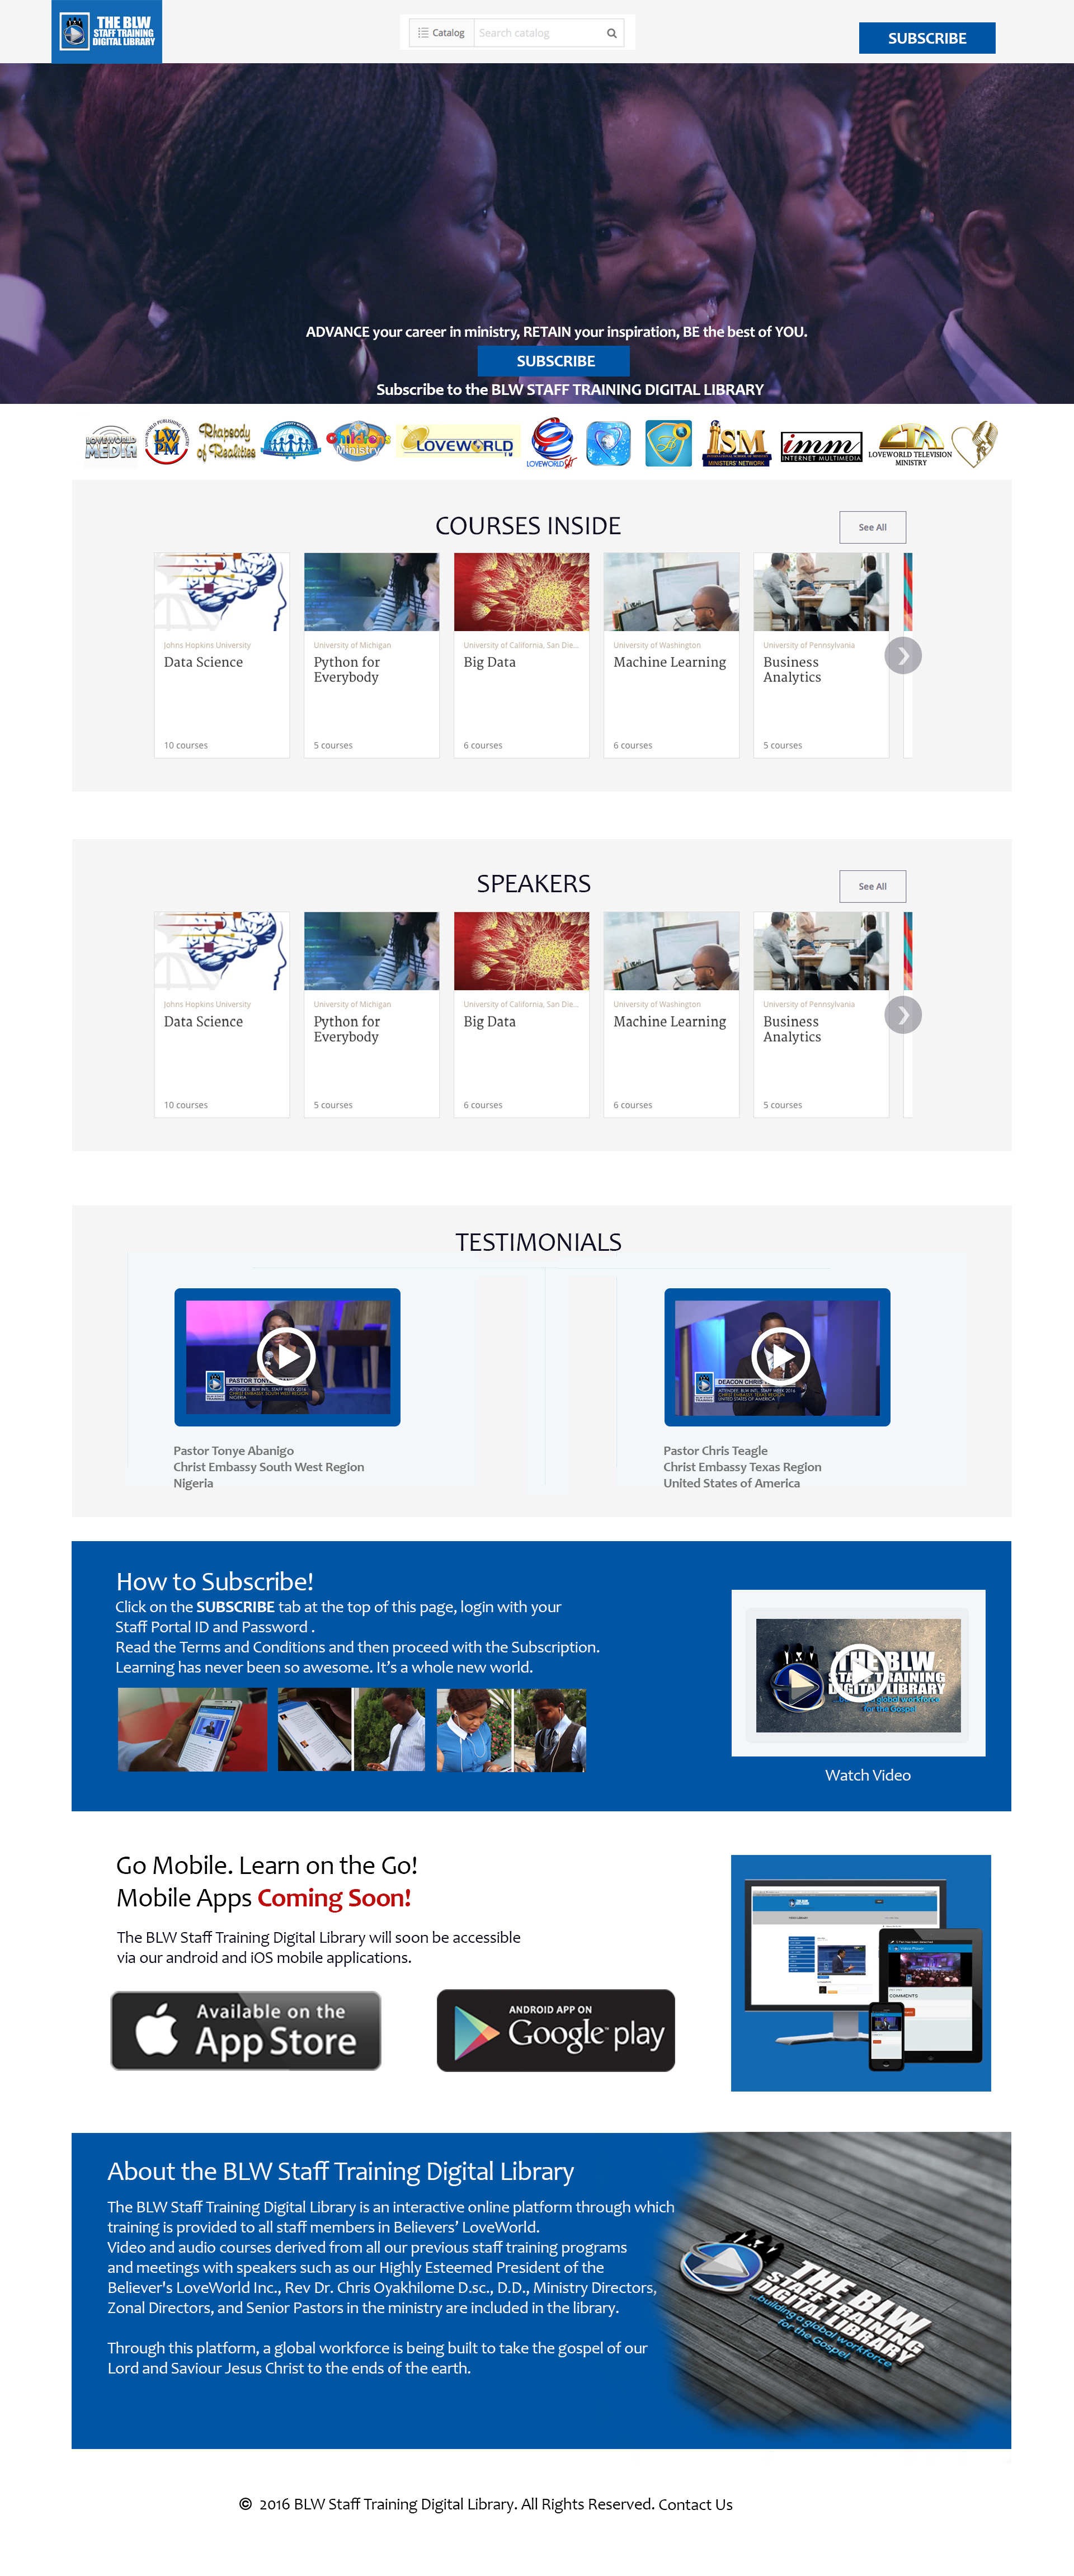 THE BLW
STAFF TRAINING
DIGITAL LIBRARY
Catalog
Search catalog
SUBSCRIBE
ADVANCE your career in ministry, RETAIN your inspiration, BE the best of YOU.
SUBSCRIBE
Subscribe to the BLW STAFF TRAINING DIGITAL LIBRARY
LOVEWORLD
MEDIA
LOVEWORLD PUBLISHING MINISTRY
LW
PM
Rhapsody
of Realities
Childrens
Ministry
LOVEWORLD
LOVEWORLD SAT
ISM
MINISTERS' NETWORK
imm
INTERNET MULTIMEDIA
LOVEWORLD TELEVISION
MINISTRY
COURSES INSIDE
See All
Johns Hopkins University
Data Science
10 courses
University of Michigan
Python for
Everybody
5 courses
University of California, San Die...
Big Data
6 courses
University of Washington
Machine Learning
6 courses
University of Pennsylvania
Business
Analytics
5 courses
SPEAKERS
See All
Johns Hopkins University
Data Science
10 courses
University of Michigan
Python for
Everybody
5 courses
University of California, San Die...
Big Data
6 courses
University of Washington
Machine Learning
6 courses
University of Pennsylvania
Business
Analytics
5 courses
TESTIMONIALS
PASTOR TONY
ATTENDEE, BLW INT'L STAFF WEEK 2016
CHRIST EMBASSY SOUTH WEST REGION
NIGERIA
DEACON CHRIS
ATTENDEE, BLW INT'L STAFF WEEK 2016
CHRIST EMBASSY, TEXAS REGION
UNITED STATES OF AMERICA
Pastor Tonye Abanigo
Christ Embassy South West Region
Nigeria
Pastor Chris Teagle
Christ Embassy Texas Region
United States of America
How to Subscribe!
Click on the SUBSCRIBE tab at the top of this page, login with your
Staff Portal ID and Password .
Read the Terms and Conditions and then proceed with the Subscription.
Learning has never been so awesome. It's a whole new world.
THE BLW
STAFF TRAINING
DIGITAL LIBRARY
global workforce
for the Gospel
Watch Video
Go Mobile. Learn on the Go!
Mobile Apps Coming Soon!
The BLW Staff Training Digital Library will soon be accessible
via our android and iOS mobile applications.
Available on the
App Store
ANDROID APP ON
Google play
COMMENTS
About the BLW Staff Training Digital Library
The BLW Staff Training Digital Library is an interactive online platform through which
training is provided to all staff members in Believers' LoveWorld.
Video and audio courses derived from all our previous staff training programs
and meetings with speakers such as our Highly Esteemed President of the
Believer's LoveWorld Inc., Rev Dr. Chris Oyakhilome D.sc., D.D., Ministry Directors,
Zonal Directors, and Senior Pastors in the ministry are included in the library.
Through this platform, a global workforce is being built to take the gospel of our
Lord and Saviour Jesus Christ to the ends of the earth.
THE BLW
STAFF TRAINING
DIGITAL LIBRARY
...building a global workforce
for the Gospel
© 2016 BLW Staff Training Digital Library. All Rights Reserved. Contact Us